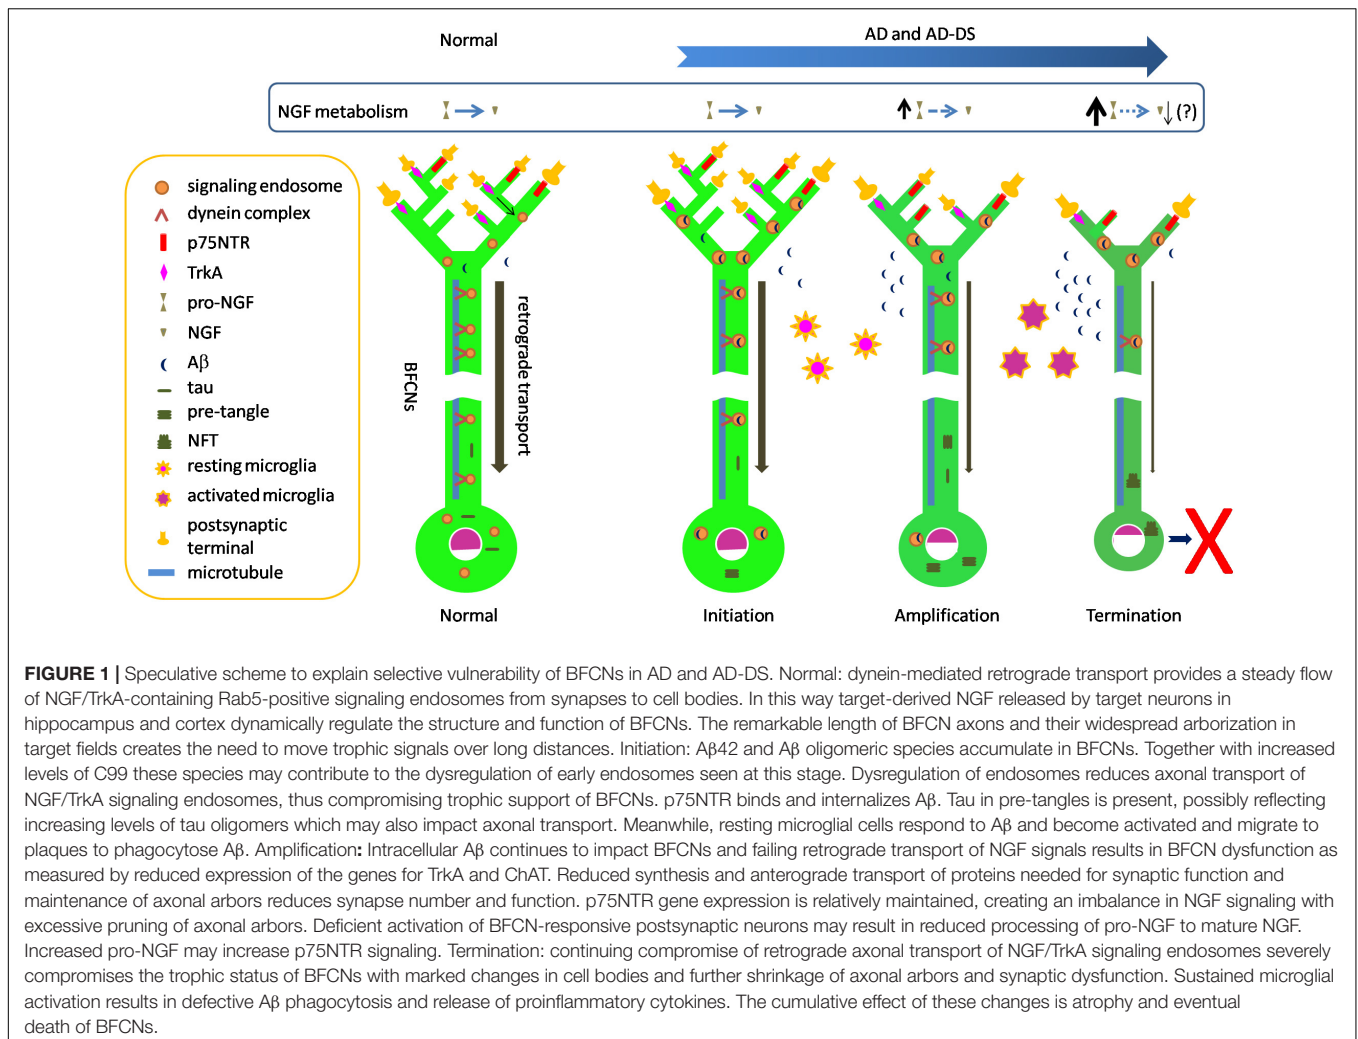 Normal
AD and AD-DS
NGF metabolism
(?)
signaling endosome
dynein complex
p75NTR
TrkA
pro-NGF
NGF
Aβ
tau
pre-tangle
NFT
resting microglia
activated microglia
postsynaptic
terminal
microtubule
BFCNs
retrograde transport
Normal
Initiation
Amplification
Termination
FIGURE 1 | Speculative scheme to explain selective vulnerability of BFCNs in AD and AD-DS. Normal: dynein-mediated retrograde transport provides a steady flow
of NGF/TrkA-containing Rab5-positive signaling endosomes from synapses to cell bodies. In this way target-derived NGF released by target neurons in
hippocampus and cortex dynamically regulate the structure and function of BFCNs. The remarkable length of BFCN axons and their widespread arborization in
target fields creates the need to move trophic signals over long distances. Initiation: Aβ42 and Aβ oligomeric species accumulate in BFCNs. Together with increased
levels of C99 these species may contribute to the dysregulation of early endosomes seen at this stage. Dysregulation of endosomes reduces axonal transport of
NGF/TrkA signaling endosomes, thus compromising trophic support of BFCNs. p75NTR binds and internalizes Aβ. Tau in pre-tangles is present, possibly reflecting
increasing levels of tau oligomers which may also impact axonal transport. Meanwhile, resting microglial cells respond to Aβ and become activated and migrate to
plaques to phagocytose Aβ. Amplification: Intracellular Aβ continues to impact BFCNs and failing retrograde transport of NGF signals results in BFCN dysfunction as
measured by reduced expression of the genes for TrkA and ChAT. Reduced synthesis and anterograde transport of proteins needed for synaptic function and
maintenance of axonal arbors reduces synapse number and function. p75NTR gene expression is relatively maintained, creating an imbalance in NGF signaling with
excessive pruning of axonal arbors. Deficient activation of BFCN-responsive postsynaptic neurons may result in reduced processing of pro-NGF to mature NGF.
Increased pro-NGF may increase p75NTR signaling. Termination: continuing compromise of retrograde axonal transport of NGF/TrkA signaling endosomes severely
compromises the trophic status of BFCNs with marked changes in cell bodies and further shrinkage of axonal arbors and synaptic dysfunction. Sustained microglial
activation results in defective Aβ phagocytosis and release of proinflammatory cytokines. The cumulative effect of these changes is atrophy and eventual
death of BFCNs.